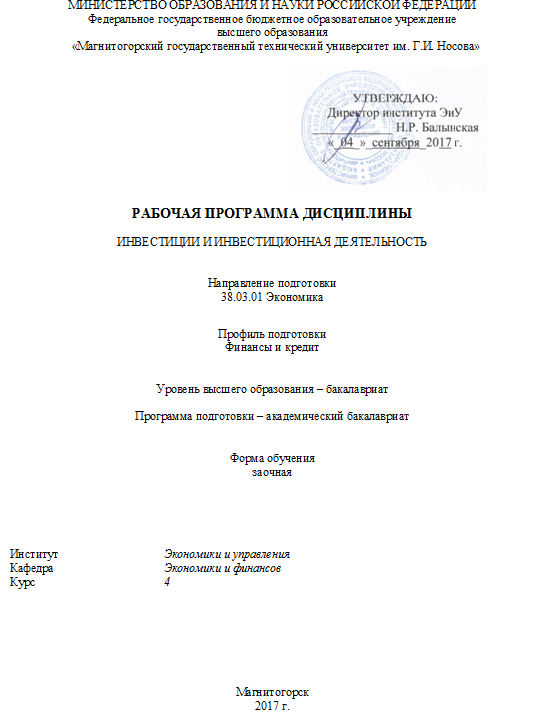 МИНИСТЕРСТВО ОБРАЗОВАНИЯ И НАУКИ РОССИЙСКОЙ ФЕДЕРАЦИИ
Федеральное государственное бюджетное образовательное учреждение
высшего образования
«Магнитогорский государственный технический университет им. Г.И. Носова»
УТВЕРЖДАЮ:
Директор института ЭиУ
Н.Р. Балынская
« 04 » сентября 2017 г.
РАБОЧАЯ ПРОГРАММА ДИСЦИПЛИНЫ
ИНВЕСТИЦИИ И ИНВЕСТИЦИОННАЯ ДЕЯТЕЛЬНОСТЬ
Направление подготовки
38.03.01 Экономика
Профиль подготовки
Финансы и кредит
Уровень высшего образования – бакалавриат
Программа подготовки – академический бакалавриат
Форма обучения
заочная
Институт Экономики и управления
Кафедра Экономики и финансов
Курс 4
Магнитогорск
2017 г.